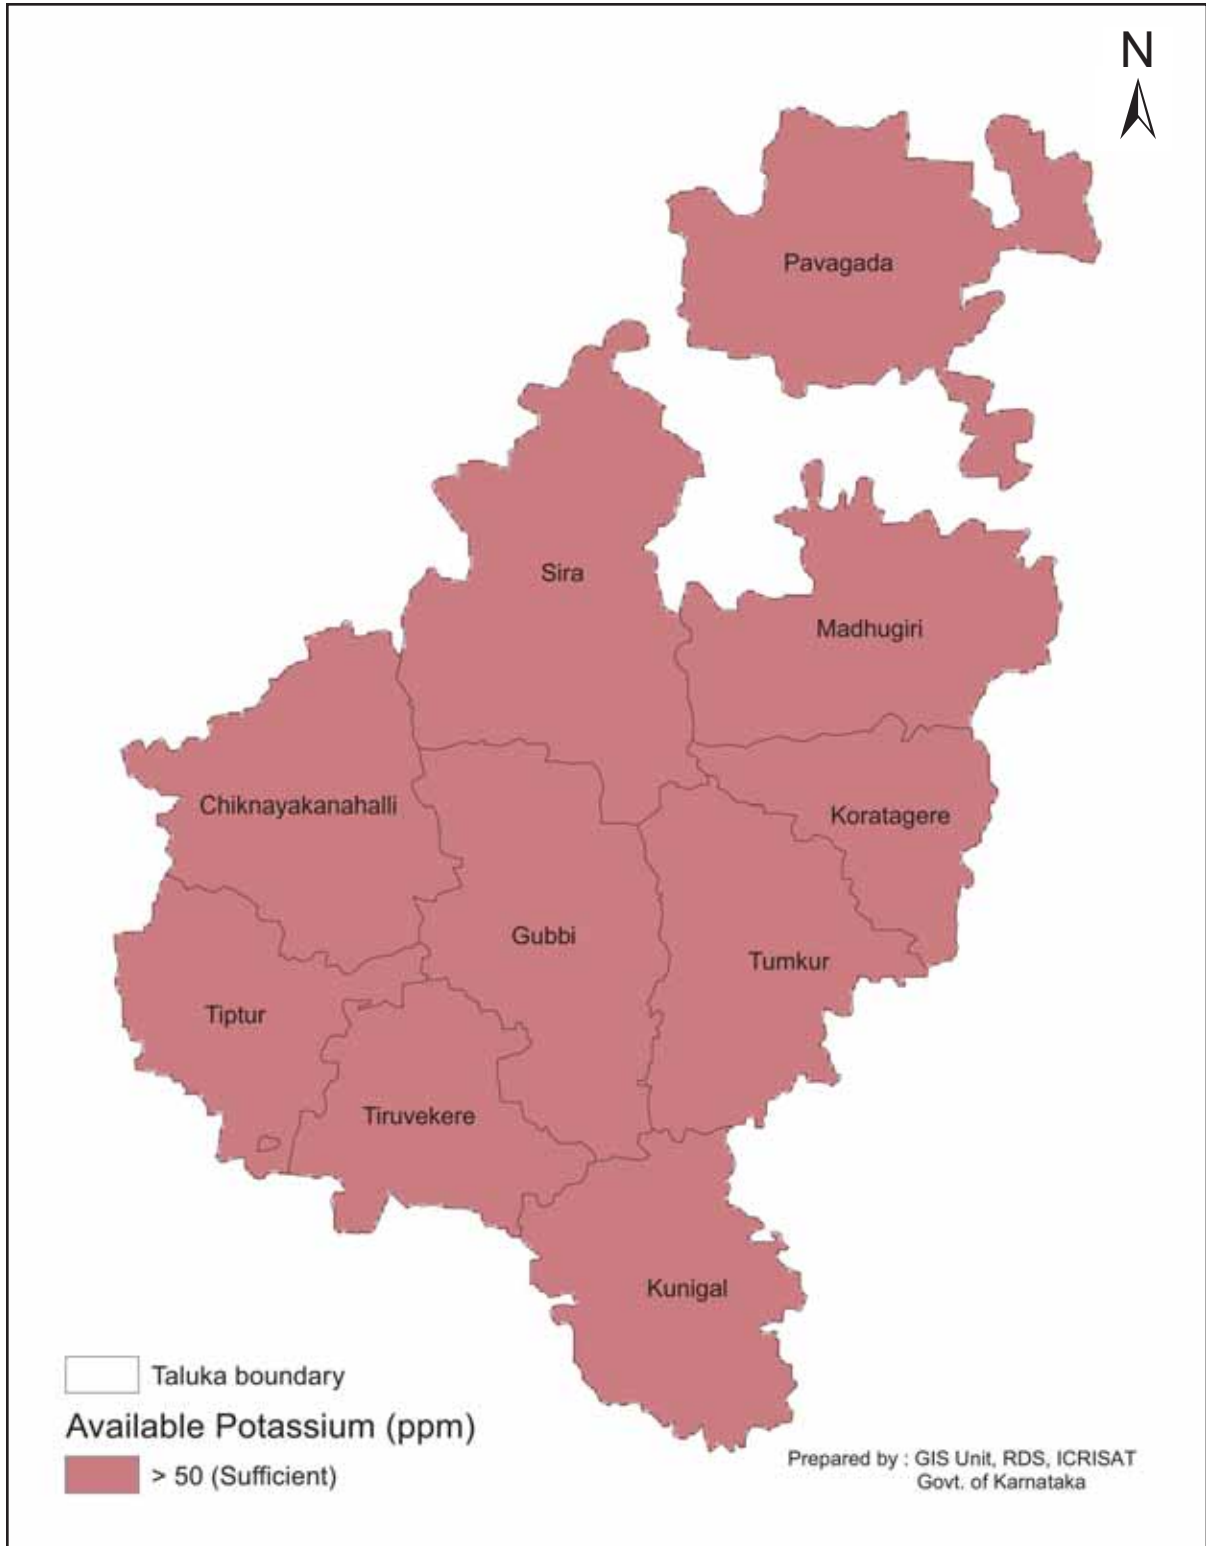 N
Pavagada
Sira
Madhugiri
Chiknayakanahalli
Koratagere
Gubbi
Tumkur
Tiptur
Tiruvekere
Kunigal
Taluka boundary
Available Potassium (ppm)
> 50 (Sufficient)
Prepared by : GIS Unit, RDS, ICRISAT
Govt. of Karnataka